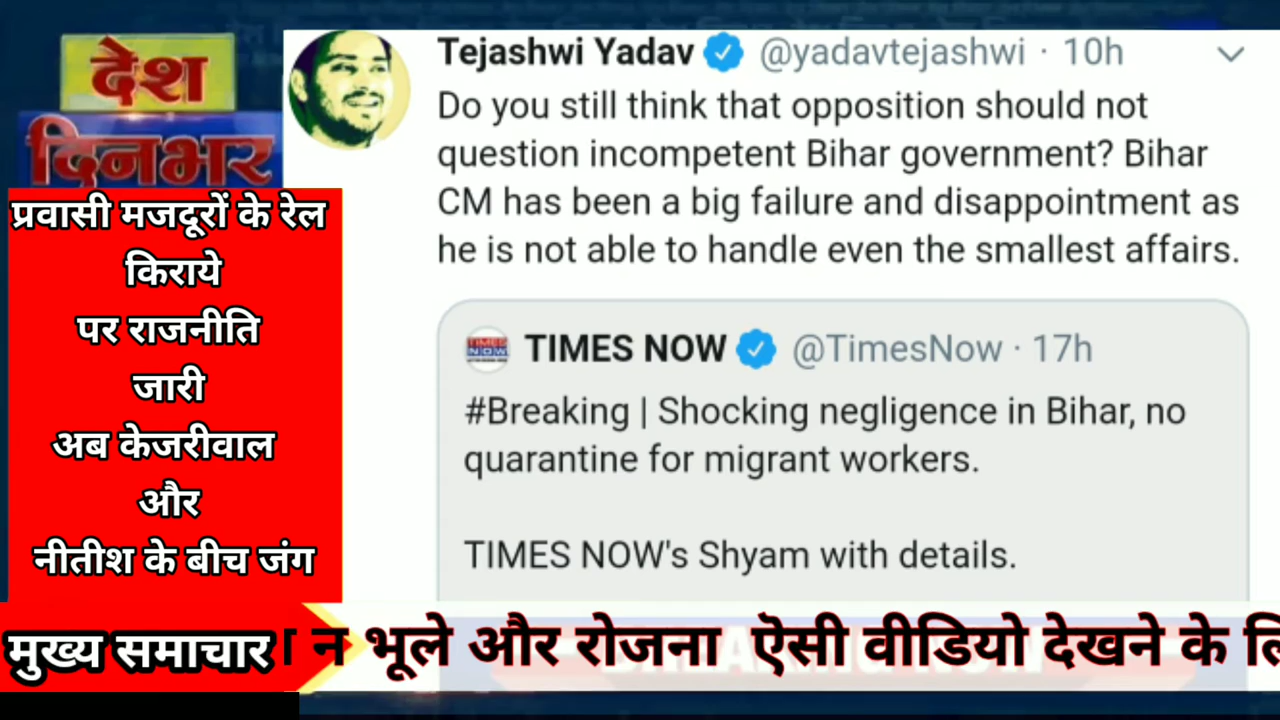 देश
दिनभर
प्रवासी मजदूरों के रेल
किराये
पर राजनीति
जारी
अब केजरीवाल
और
नीतीश के बीच जंग
Tejashwi Yadav @yadavtejashwi · 10h
Do you still think that opposition should not
question incompetent Bihar government? Bihar
CM has been a big failure and disappointment as
he is not able to handle even the smallest affairs.
TIMES NOW @TimesNow · 17h
#Breaking | Shocking negligence in Bihar, no
quarantine for migrant workers.
TIMES NOW's Shyam with details.
मुख्य समाचार
न भूले और रोजना ऎसी वीडियो देखने के